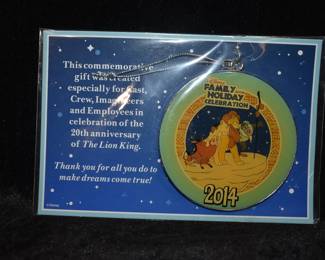 This commemorative
gift was created
especially for Cast,
Crew, Imagineers
and Employees in
celebration of the
20th anniversary
of The Lion King.
Thank you for all you do to
make dreams come true!
FAMILY
HOLIDAY
CELEBRATION
2014